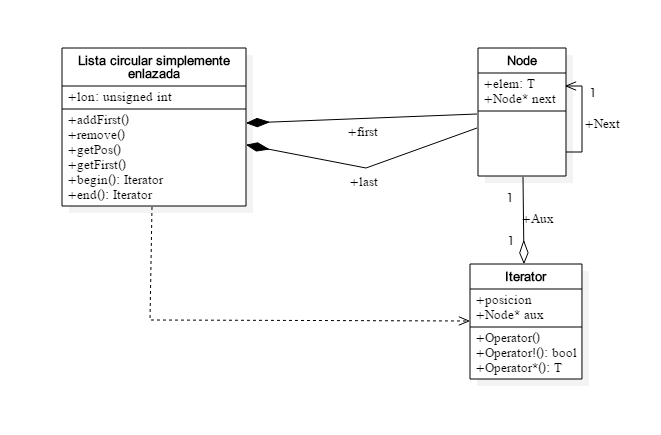 Lista circular simplemente
enlazada
+lon: unsigned int
+addFirst()
+remove()
+getPos()
+getFirst()
+begin(): Iterator
+end(): Iterator
+first
+last
Node
+elem: T
+Node* next
1
+Next
1
+Aux
1
Iterator
+posicion
+Node* aux
+Operator()
+Operator!(): bool
+Operator*(): T